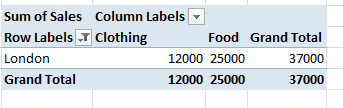 Sum of Sales Column Labels
Row Labels Clothing Food Grand Total
London 12000 25000 37000
Grand Total 12000 25000 37000